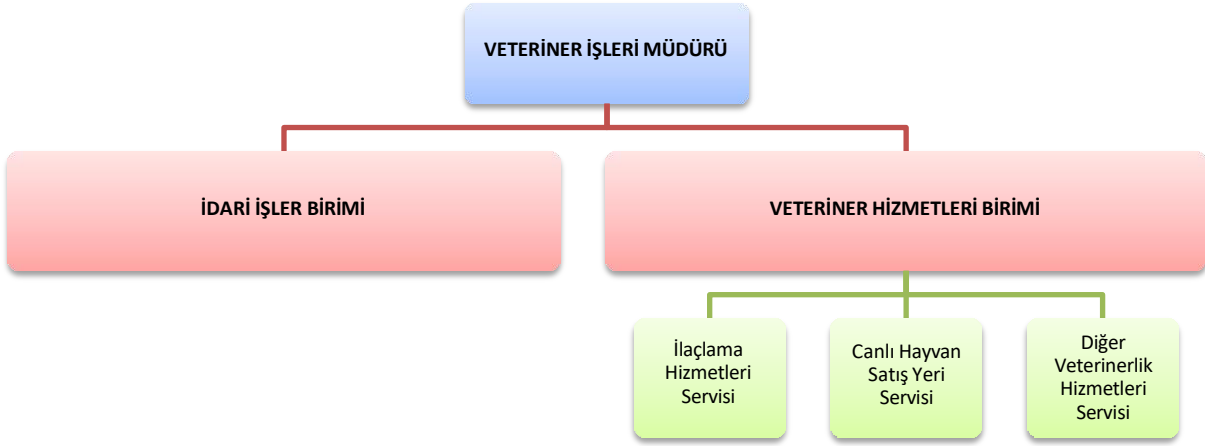 VETERİNER İŞLERİ MÜDÜRÜ
İDARİ İŞLER BİRİMİ
VETERİNER HİZMETLERİ BİRİMİ
İlaçlama
Hizmetleri
Servisi
Canlı Hayvan
Satış Yeri
Servisi
Diğer
Veterinerlik
Hizmetleri
Servisi